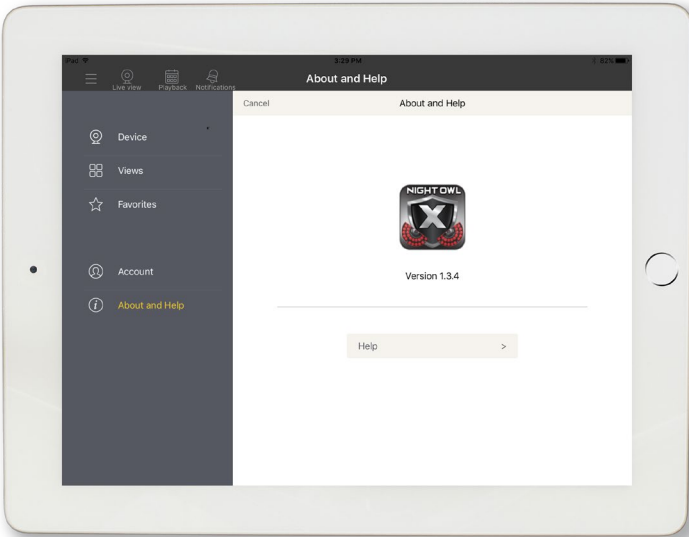 iPad
3:29 PM
82%
Live view
Playback
Notifications
About and Help
Cancel
About and Help
Device
Views
Favorites
Account
About and Help
NIGHT OWL
X
Version 1.3.4
Help >